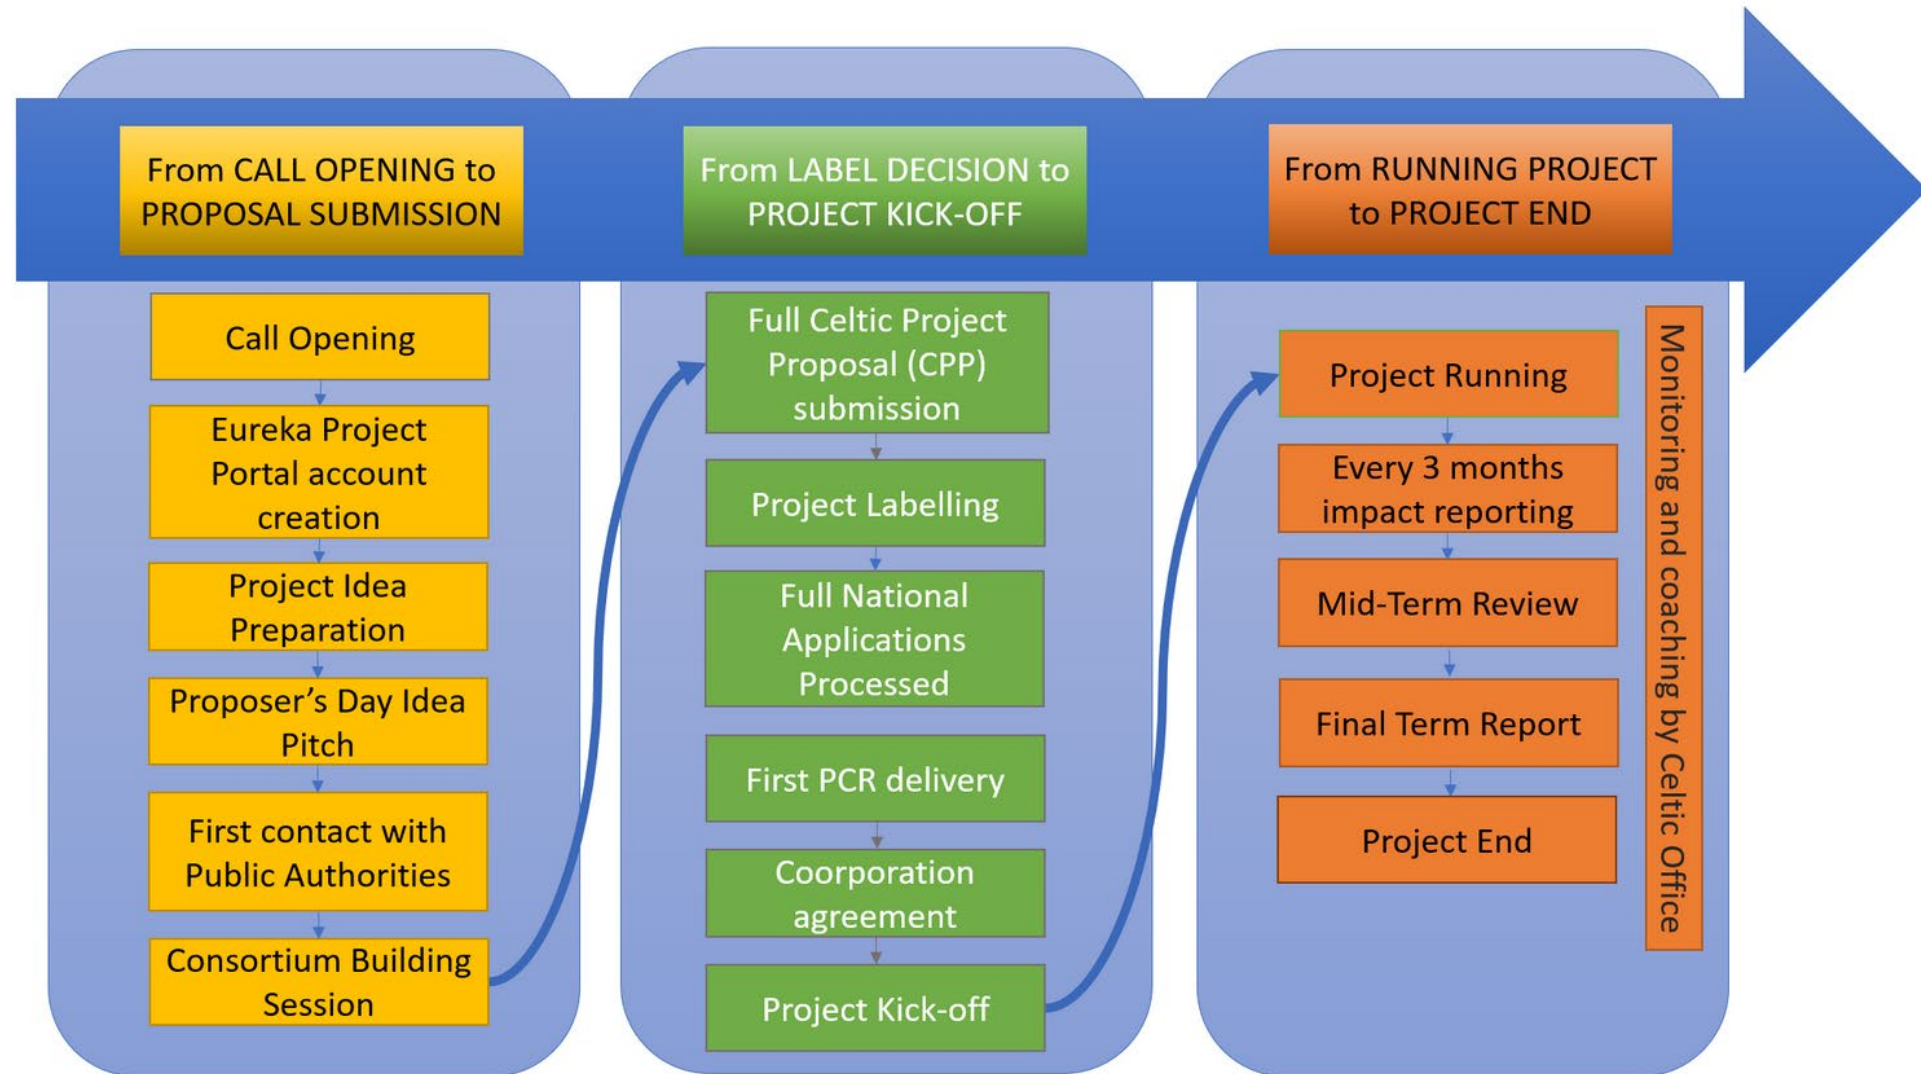 From CALL OPENING to
PROPOSAL SUBMISSION
Call Opening
Eureka Project
Portal account
creation
Project Idea
Preparation
Proposer’s Day Idea
Pitch
First contact with
Public Authorities
Consortium Building
Session
From LABEL DECISION to
PROJECT KICK-OFF
Full Celtic Project
Proposal (CPP)
submission
Project Labelling
Full National
Applications
Processed
First PCR delivery
Coorporation
agreement
Project Kick-off
From RUNNING PROJECT
to PROJECT END
Project Running
Every 3 months
impact reporting
Mid-Term Review
Final Term Report
Project End
Monitoring and coaching by Celtic Office